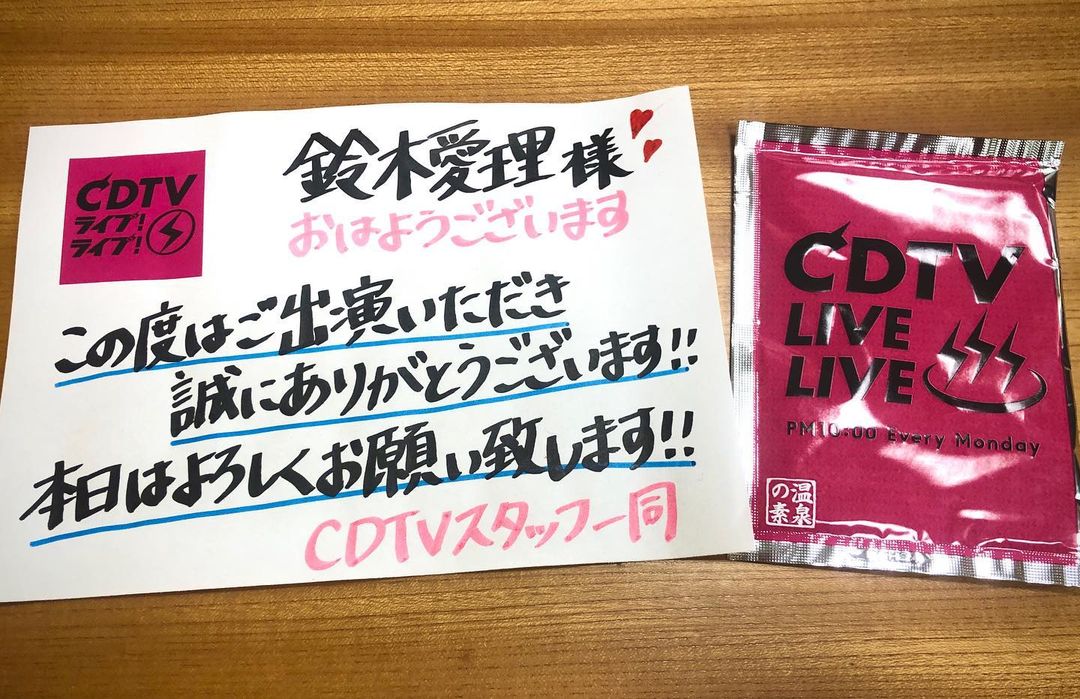 CDTV
ライブ!
ライブ!
鈴木愛理様
おはようございます
この度はご出演いただき
誠にありがとうございます!!
本日はよろしくお願い致します!!
CDTVスタッフ一同
CDTV
LIVE
LIVE
PM10:00 Every Monday
温泉
の素